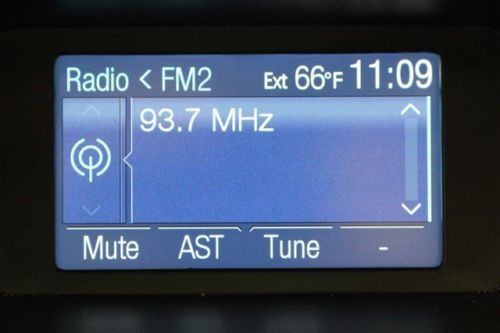 Radio < FM2 Ext 66°F 11:09
93.7 MHz
Mute AST Tune -